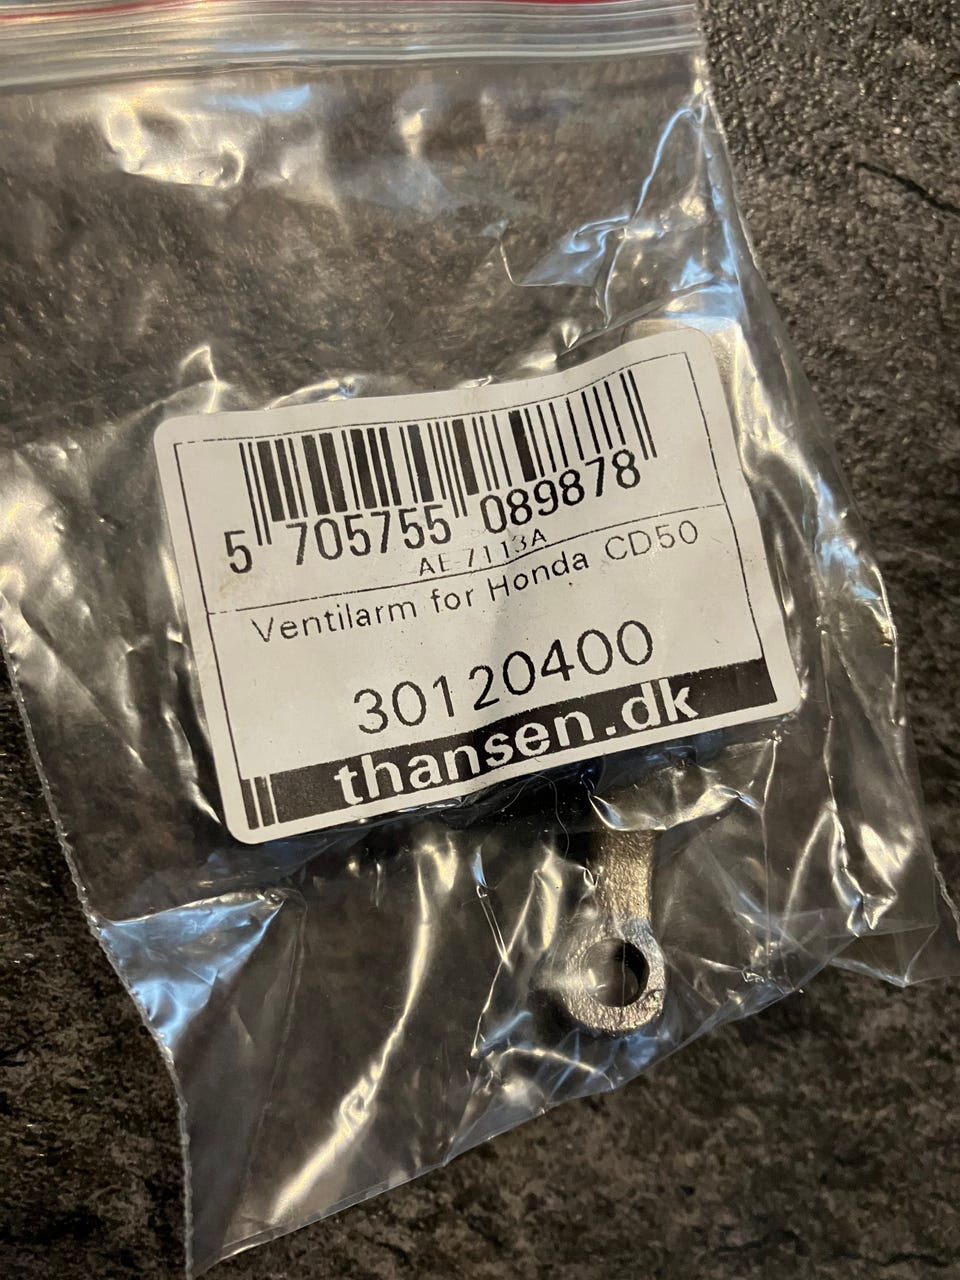 5 705755 089878
AE 7113A
Ventilarm for Honda CD50
30120400
thansen.dk